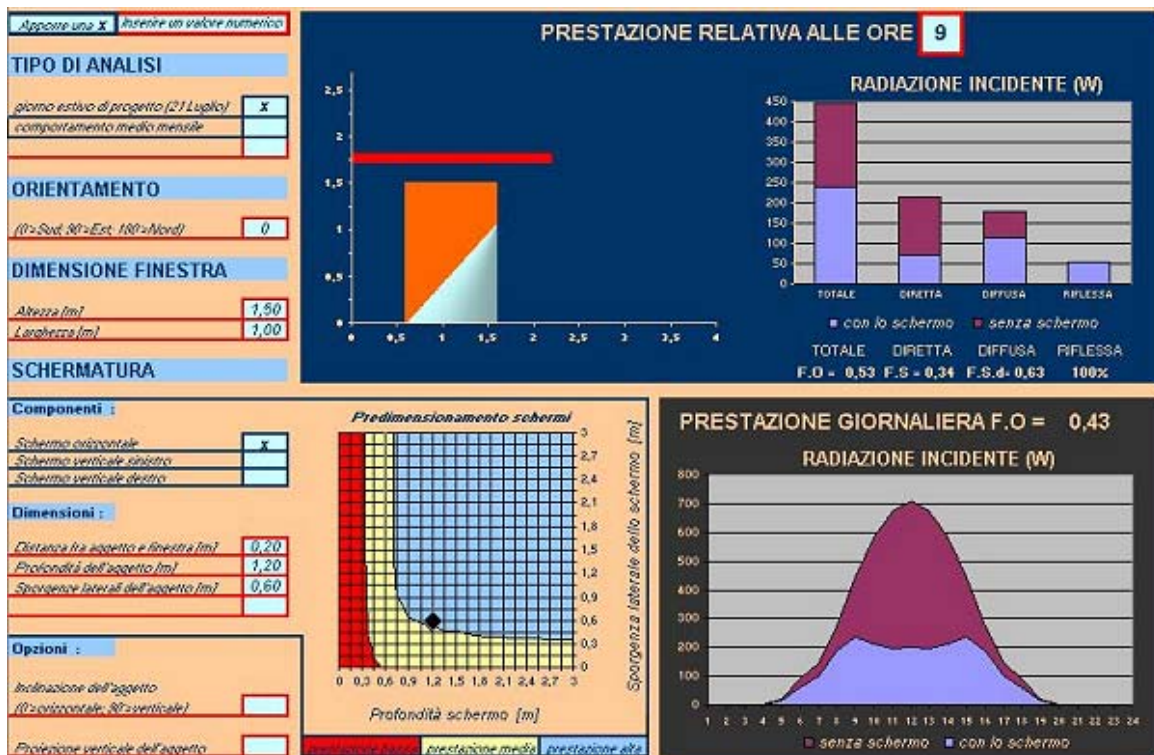 Apporre una x
Inserire un valore numerico
TIPO DI ANALISI
giorno estivo di progetto (21 Luglio) x
comportamento medio mensile
ORIENTAMENTO
(0°=Sud; 90°=Est; 180°=Nord) 0
DIMENSIONE FINESTRA
Altezza [m] 1,50
Larghezza [m] 1,00
SCHERMATURA
PRESTAZIONE RELATIVA ALLE ORE 9
2,5
2
1,5
1
0,5
0
0 0,5 1 1,5 2 2,5 3 3,5 4
RADIAZIONE INCIDENTE (W)
450
400
350
300
250
200
150
100
50
0
TOTALE DIRETTA DIFFUSA RIFLESSA
con lo schermo senza schermo
TOTALE DIRETTA DIFFUSA RIFLESSA
F.O = 0,53 F.S = 0,34 F.S.d= 0,63 100%
Componenti :
Schermo orizzontale x
Schermo verticale sinistro
Schermo verticale destro
Dimensioni :
Distanza fra aggetto e finestra [m] 0,20
Profondità dell'aggetto [m] 1,20
Sporgenze laterali dell'aggetto [m] 0,60
Opzioni :
Inclinazione dell'aggetto
(0°=orizzontale; 90°=verticale)
Proiezione verticale dell'aggetto
Predimensionamento schermi
3
2,7
2,4
2,1
1,8
1,5
1,2
0,9
0,6
0,3
0
Sporgenza laterale dello schermo [m]
0 0,3 0,6 0,9 1,2 1,5 1,8 2,1 2,4 2,7 3
Profondità schermo [m]
prestazione bassa prestazione media prestazione alta
PRESTAZIONE GIORNALIERA F.O = 0,43
RADIAZIONE INCIDENTE (W)
800
700
600
500
400
300
200
100
0
1 2 3 4 5 6 7 8 9 10 11 12 13 14 15 16 17 18 19 20 21 22 23 24
senza schermo con lo schermo